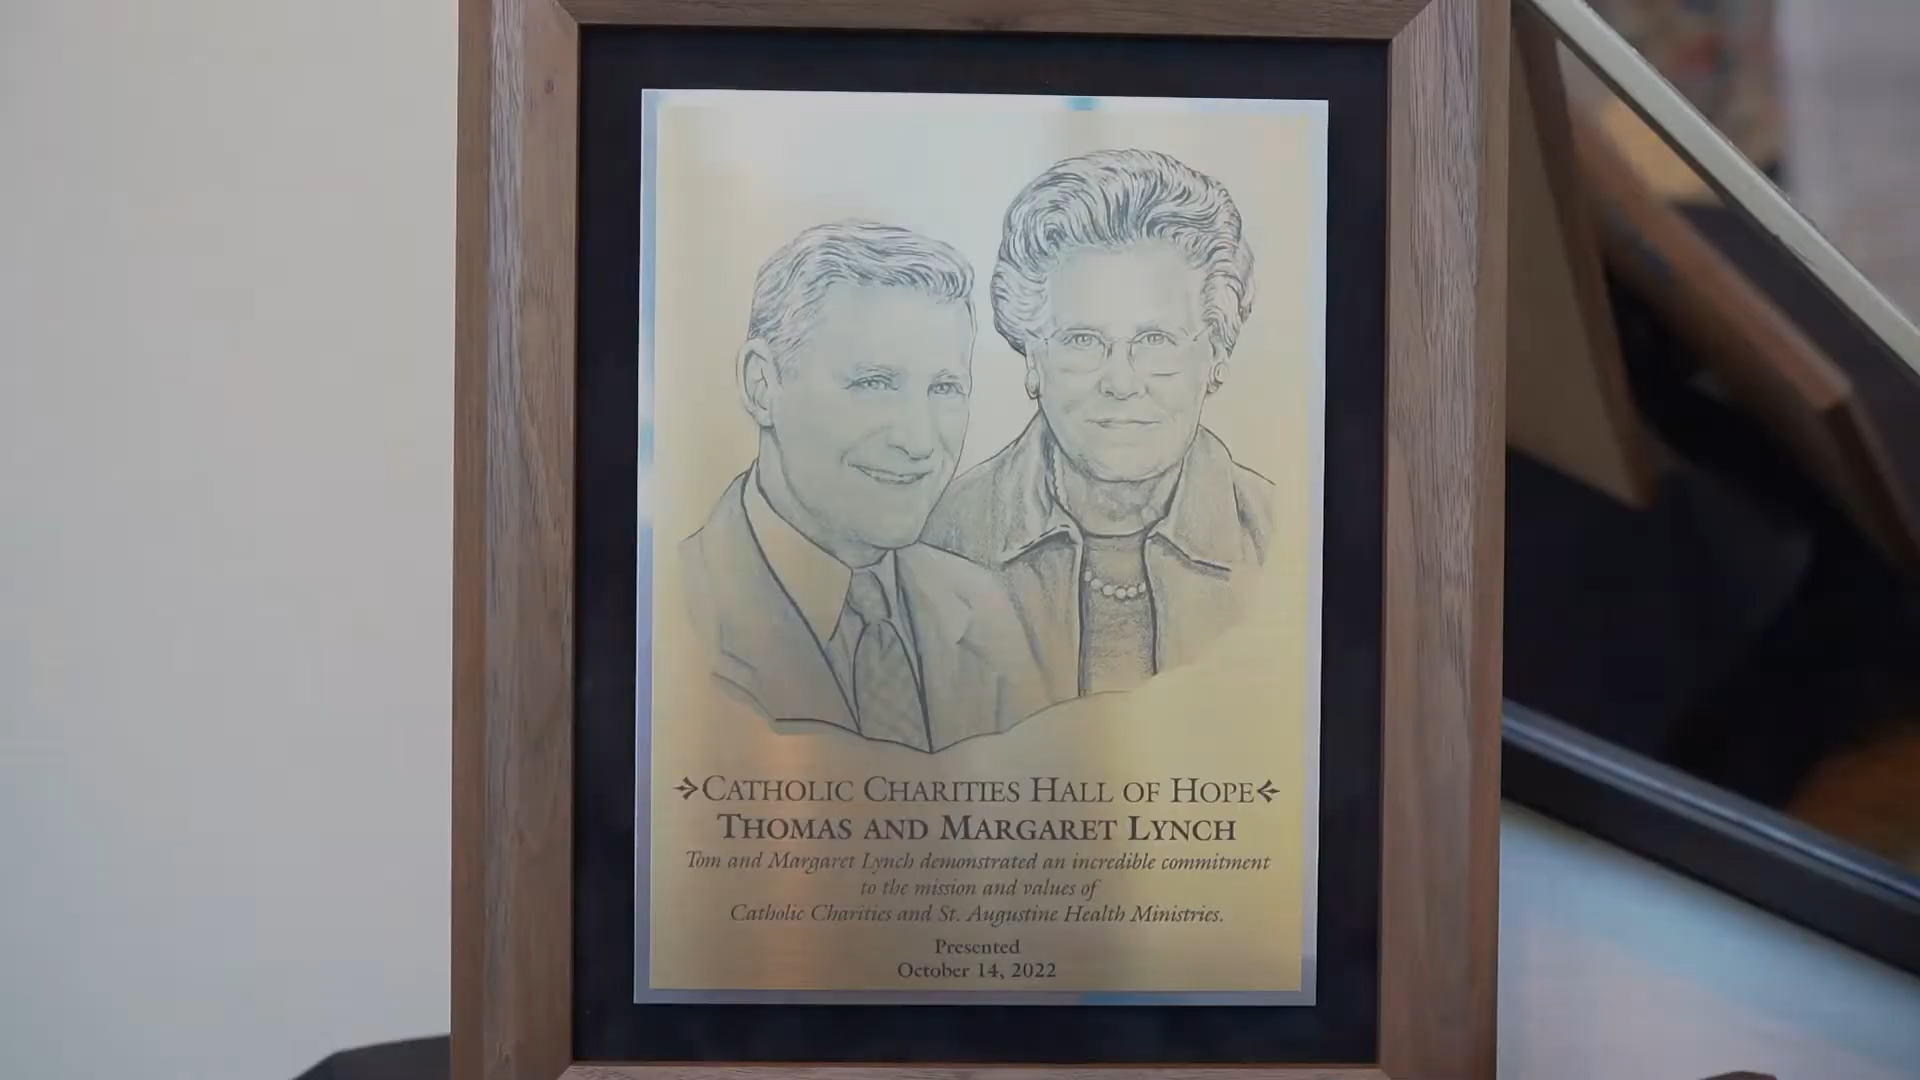 CATHOLIC CHARITIES HALL OF HOPE
THOMAS AND MARGARET LYNCH
Tom and Margaret Lynch demonstrated an incredible commitment
to the mission and values of
Catholic Charities and St. Augustine Health Ministries.
Presented
October 14, 2022